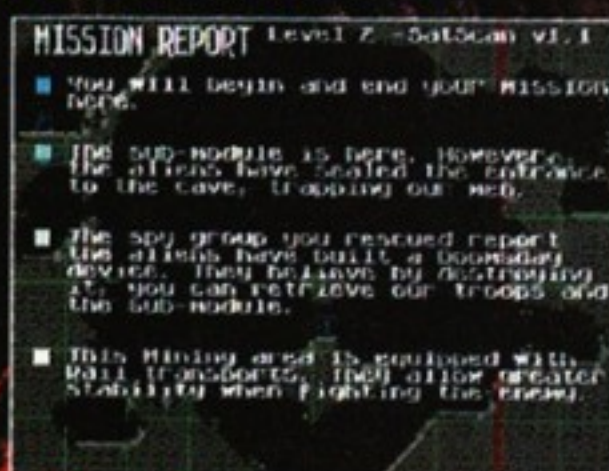 MISSION REPORT Level 2 -SatScan v1.1
You will begin and end your mission
here.
The sub-module is here. However,
the aliens have sealed the entrance
to the cave, trapping our men.
The spy group you rescued report
the aliens have built a Doomsday
device. They believe by destroying
it, you can retrieve our troops and
the Sub-module.
This Mining area is equipped with
Rail transports. They allow greater
stability when fighting the enemy.